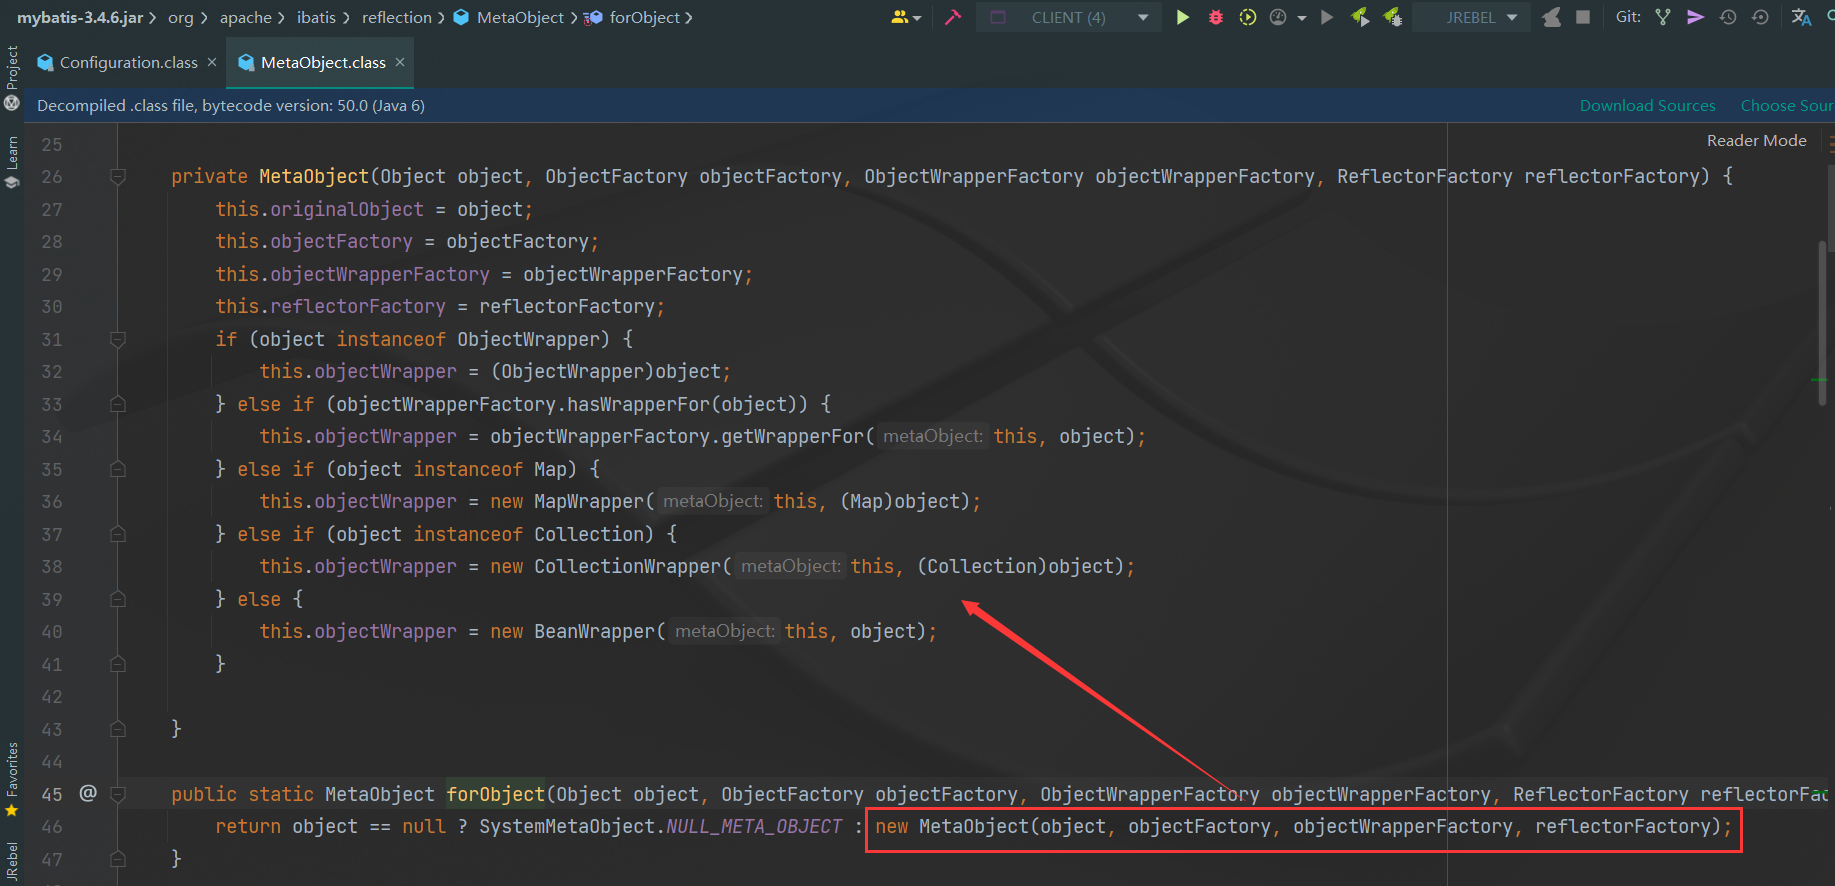 mybatis-3.4.6.jar org apache ibatis reflection MetaObject forObject CLIENT (4) JREBEL Git:
Project
Learn
Favorites
JRebel
Configuration.class MetaObject.class
Decompiled .class file, bytecode version: 50.0 (Java 6) Download Sources Choose Sour
Reader Mode
25
26 private MetaObject(Object object, ObjectFactory objectFactory, ObjectWrapperFactory objectWrapperFactory, ReflectorFactory reflectorFactory) {
27 this.originalObject = object;
28 this.objectFactory = objectFactory;
29 this.objectWrapperFactory = objectWrapperFactory;
30 this.reflectorFactory = reflectorFactory;
31 if (object instanceof ObjectWrapper) {
32 this.objectWrapper = (ObjectWrapper)object;
33 } else if (objectWrapperFactory.hasWrapperFor(object)) {
34 this.objectWrapper = objectWrapperFactory.getWrapperFor( metaObject: this, object);
35 } else if (object instanceof Map) {
36 this.objectWrapper = new MapWrapper( metaObject: this, (Map)object);
37 } else if (object instanceof Collection) {
38 this.objectWrapper = new CollectionWrapper( metaObject: this, (Collection)object);
39 } else {
40 this.objectWrapper = new BeanWrapper( metaObject: this, object);
41 }
42
43 }
44
45 @ public static MetaObject forObject(Object object, ObjectFactory objectFactory, ObjectWrapperFactory objectWrapperFactory, ReflectorFactory reflectorFac
46 return object == null ? SystemMetaObject.NULL_META_OBJECT : new MetaObject(object, objectFactory, objectWrapperFactory, reflectorFactory);
47 }